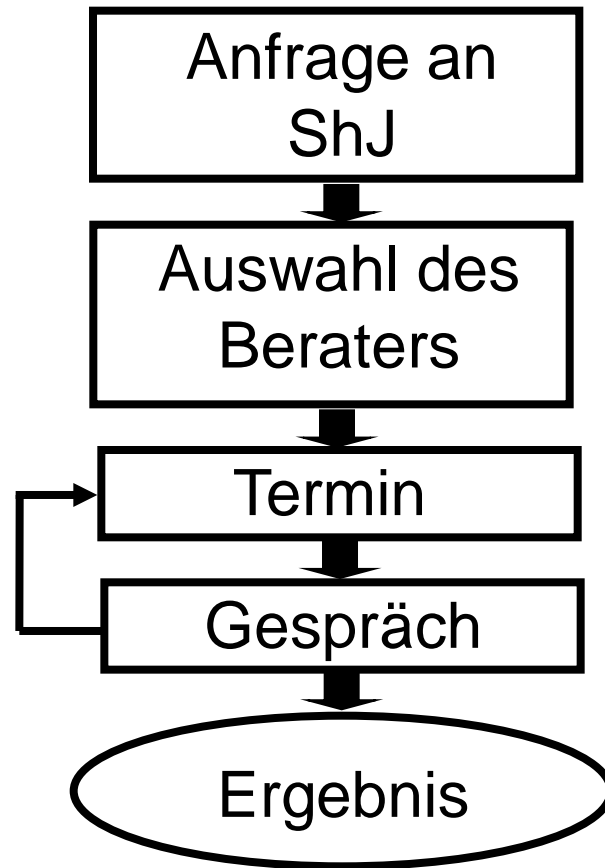 Anfrage an
ShJ
Auswahl des
Beraters
Termin
Gespräch
Ergebnis